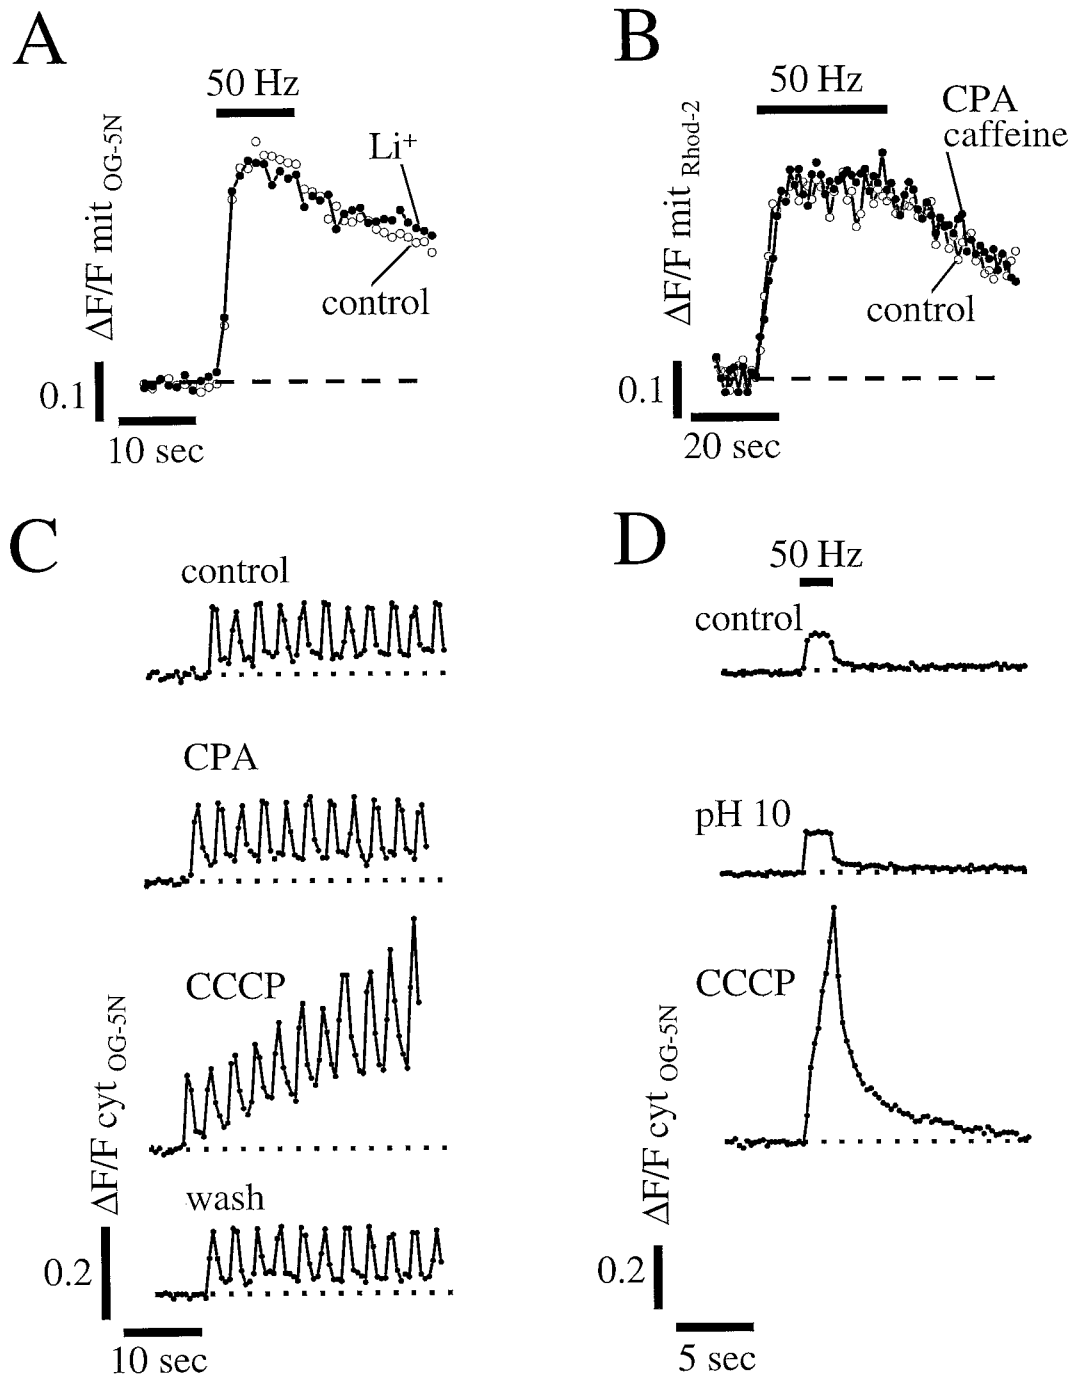 A
50 Hz
Li+
control
ΔF/F mit OG-5N
0.1
10 sec
B
50 Hz
CPA
caffeine
control
ΔF/F mit Rhod-2
0.1
20 sec
C
control
CPA
CCCP
wash
ΔF/F cyt OG-5N
0.2
10 sec
D
50 Hz
control
pH 10
CCCP
ΔF/F cyt OG-5N
0.2
5 sec